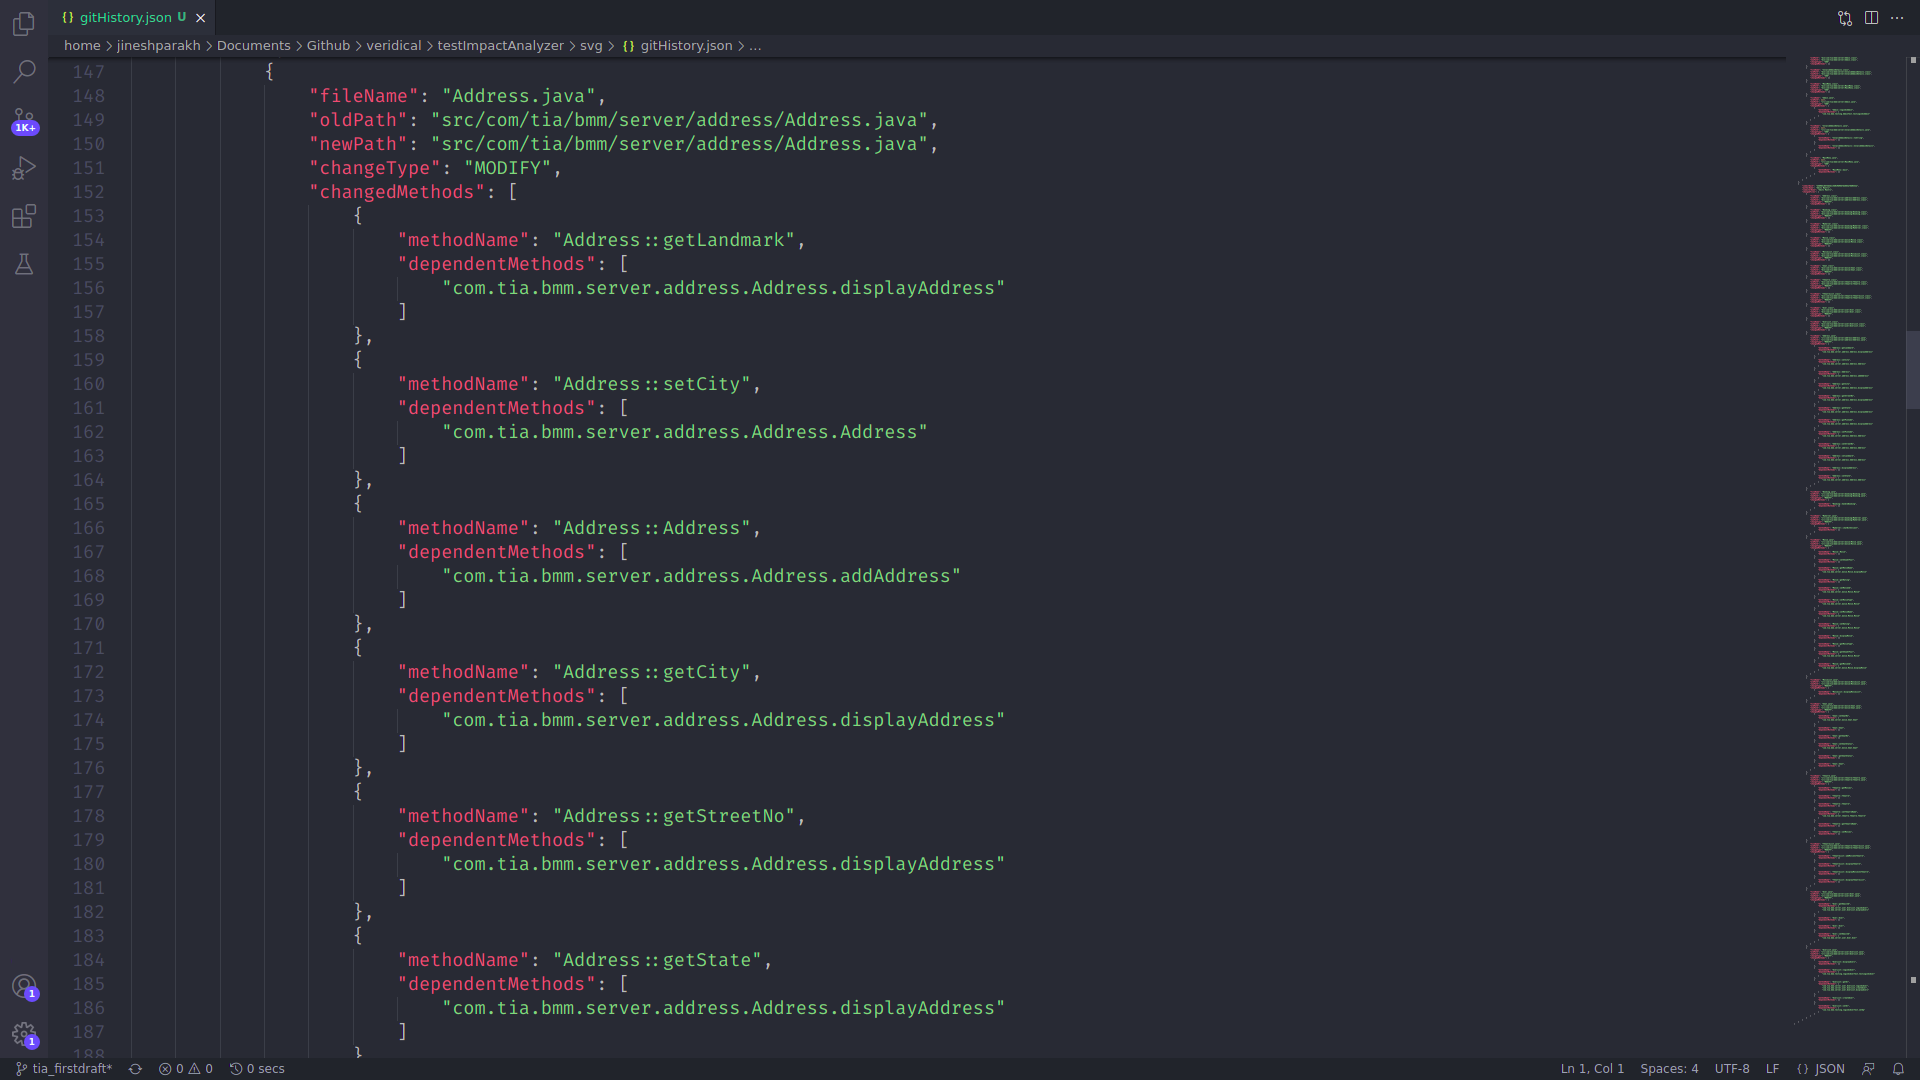 {} gitHistory.json U ×
home > jineshparakh > Documents > Github > veridical > testImpactAnalyzer > svg > {} gitHistory.json > ...
147 {
148 "fileName": "Address.java",
149 "oldPath": "src/com/tia/bmm/server/address/Address.java",
150 "newPath": "src/com/tia/bmm/server/address/Address.java",
151 "changeType": "MODIFY",
152 "changedMethods": [
153 {
154 "methodName": "Address::getLandmark",
155 "dependentMethods": [
156 "com.tia.bmm.server.address.Address.displayAddress"
157 ]
158 },
159 {
160 "methodName": "Address::setCity",
161 "dependentMethods": [
162 "com.tia.bmm.server.address.Address.Address"
163 ]
164 },
165 {
166 "methodName": "Address::Address",
167 "dependentMethods": [
168 "com.tia.bmm.server.address.Address.addAddress"
169 ]
170 },
171 {
172 "methodName": "Address::getCity",
173 "dependentMethods": [
174 "com.tia.bmm.server.address.Address.displayAddress"
175 ]
176 },
177 {
178 "methodName": "Address::getStreetNo",
179 "dependentMethods": [
180 "com.tia.bmm.server.address.Address.displayAddress"
181 ]
182 },
183 {
184 "methodName": "Address::getState",
185 "dependentMethods": [
186 "com.tia.bmm.server.address.Address.displayAddress"
187 ]
188 }
1K+
1
1
tia_firstdraft* 0 0 0 secs Ln 1, Col 1 Spaces: 4 UTF-8 LF {} JSON